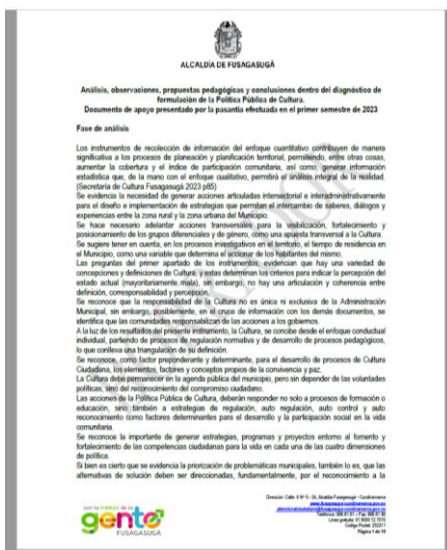 ALCALDÍA DE FUSAGASUGÁ
Análisis, observaciones, propuestas pedagógicas y conclusiones dentro del diagnóstico de
formulación de la Política Pública de Cultura.
Documento de apoyo presentado por la pasantía efectuada en el primer semestre de 2023
Fase de análisis
Los instrumentos de recolección de información del enfoque cuantitativo contribuyen de manera
significativa a los procesos de planeación y planificación territorial, permitiendo, entre otras cosas,
aumentar la cobertura y el índice de participación comunitaria, así como, generar información
estadística que, de la mano con el enfoque cualitativo, permitirá el análisis integral de la realidad.
(Secretaría de Cultura Fusagasugá 2023 p85)
Se evidencia la necesidad de generar acciones articuladas intersectorial e interadministrativamente
para el diseño e implementación de estrategias que permitan el intercambio de saberes, diálogos y
experiencias entre la zona rural y la zona urbana del Municipio.
Se hace necesario adelantar acciones transversales para la visibilización, fortalecimiento y
posicionamiento de los grupos diferenciales y de género, como una apuesta transversal a la Cultura.
Se sugiere tener en cuenta, en los procesos investigativos en el territorio, el tiempo de residencia en
el Municipio, como una variable que determina el accionar de los habitantes del mismo.
Las preguntas del primer apartado de los instrumentos, evidencian que hay una variedad de
concepciones y definiciones de Cultura, y éstas determinan los criterios para indicar la percepción del
estado actual (mayoritariamente mala), sin embargo, no hay una articulación y coherencia entre
definición, corresponsabilidad y percepción.
Se reconoce que la responsabilidad de la Cultura no es única ni exclusiva de la Administración
Municipal, sin embargo, posiblemente, en el cruce de información con los demás documentos, se
identifica que las comunidades responsabilizan de las acciones a los gobiernos.
A la luz de los resultados del presente instrumento, la Cultura, se concibe desde el enfoque conductual
individual, partiendo de procesos de regulación normativa y de desarrollo de procesos pedagógicos,
lo que conlleva una triangulación de su definición.
Se reconoce, como factor preponderante y determinante, para el desarrollo de procesos de Cultura
Ciudadana, los elementos, factores y conceptos propios de la convivencia y paz.
La Cultura debe permanecer en la agenda pública del municipio, pero sin depender de las voluntades
políticas, sino del reconocimiento del compromiso ciudadano.
Las acciones de la Política Pública de Cultura, deberán responder no solo a procesos de formación o
educación, sino también a estrategias de regulación, auto regulación, auto control y auto
reconocimiento como factores determinantes para el desarrollo y la participación social en la vida
comunitaria.
Se reconoce la importante de generar estrategias, programas y proyectos entorno al fomento y
fortalecimiento de las competencias ciudadanas para la vida en cada una de las cuatro dimensiones
de política.
Si bien es cierto que se evidencia la priorización de problemáticas municipales, también lo es, que las
alternativas de solución deben ser direccionadas, fundamentalmente, por el reconocimiento a la
con la fuerza de la
gente
FUSAGASUGÁ
Página 1 de 19